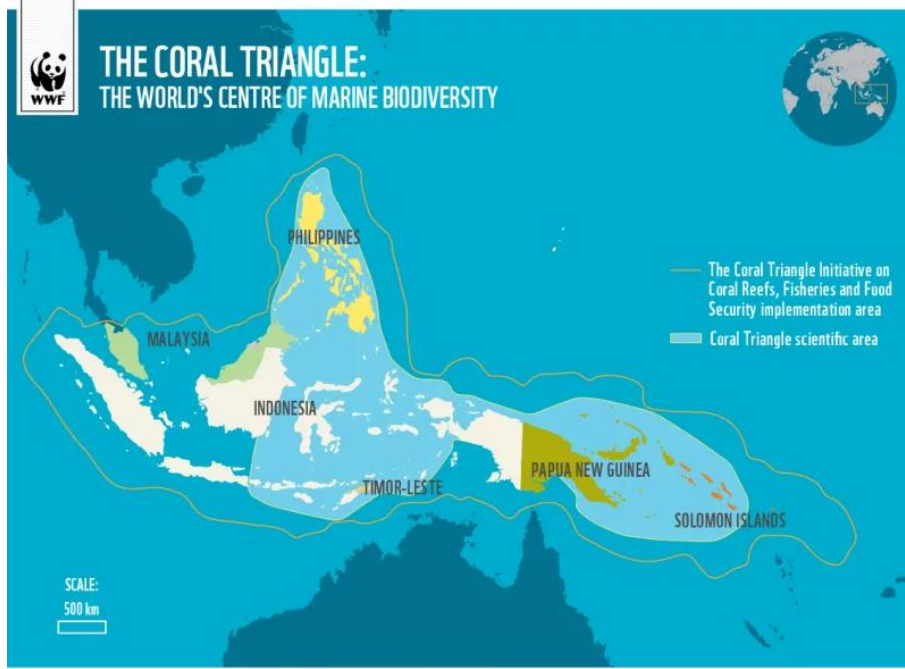 WWF
THE CORAL TRIANGLE:
THE WORLD'S CENTRE OF MARINE BIODIVERSITY
PHILIPPINES
The Coral Triangle Initiative on
Coral Reefs, Fisheries and Food
Security implementation area
Coral Triangle scientific area
MALAYSIA
INDONESIA
PAPUA NEW GUINEA
TIMOR-LESTE
SOLOMON ISLANDS
SCALE:
500 km